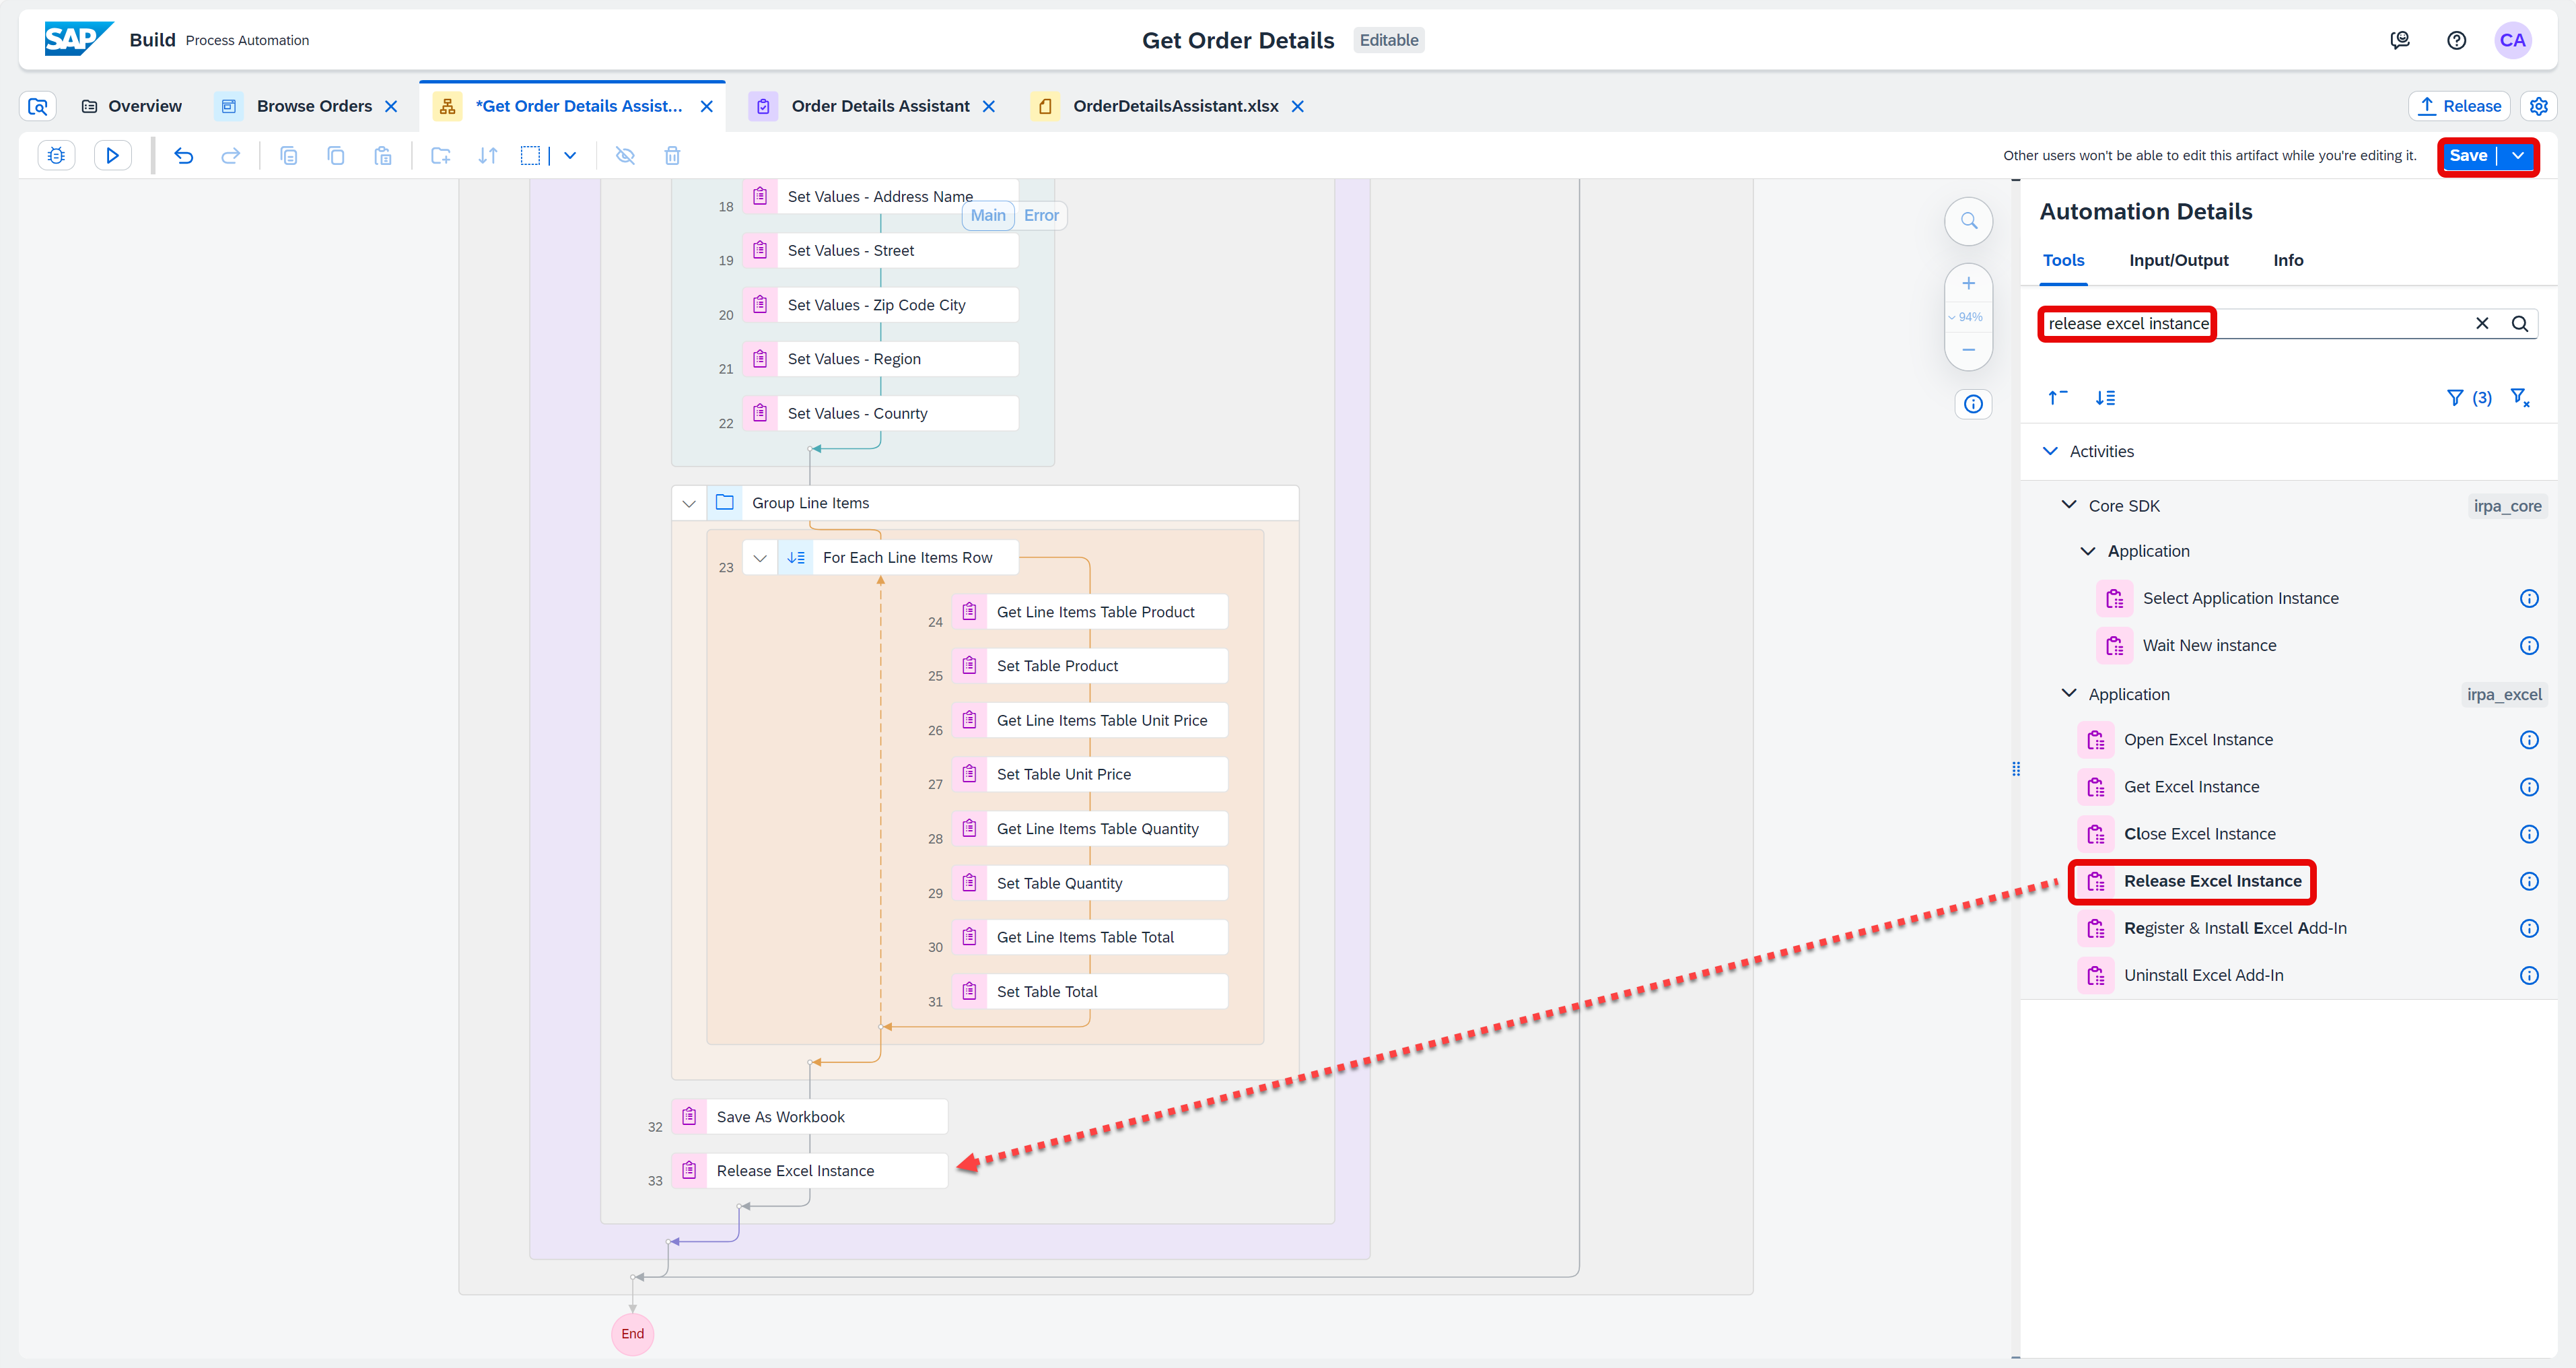 SAP Build Process Automation
Get Order Details Editable
CA
Overview
Browse Orders
*Get Order Details Assist...
Order Details Assistant
OrderDetailsAssistant.xlsx
Release
Other users won't be able to edit this artifact while you're editing it.
Save
18 Set Values - Address Name
Main Error
19 Set Values - Street
20 Set Values - Zip Code City
21 Set Values - Region
22 Set Values - Counrty
Group Line Items
23 For Each Line Items Row
24 Get Line Items Table Product
25 Set Table Product
26 Get Line Items Table Unit Price
27 Set Table Unit Price
28 Get Line Items Table Quantity
29 Set Table Quantity
30 Get Line Items Table Total
31 Set Table Total
32 Save As Workbook
33 Release Excel Instance
End
94%
Automation Details
Tools Input/Output Info
release excel instance
(3)
Activities
Core SDK irpa_core
Application
Select Application Instance
Wait New instance
Application irpa_excel
Open Excel Instance
Get Excel Instance
Close Excel Instance
Release Excel Instance
Register & Install Excel Add-In
Uninstall Excel Add-In